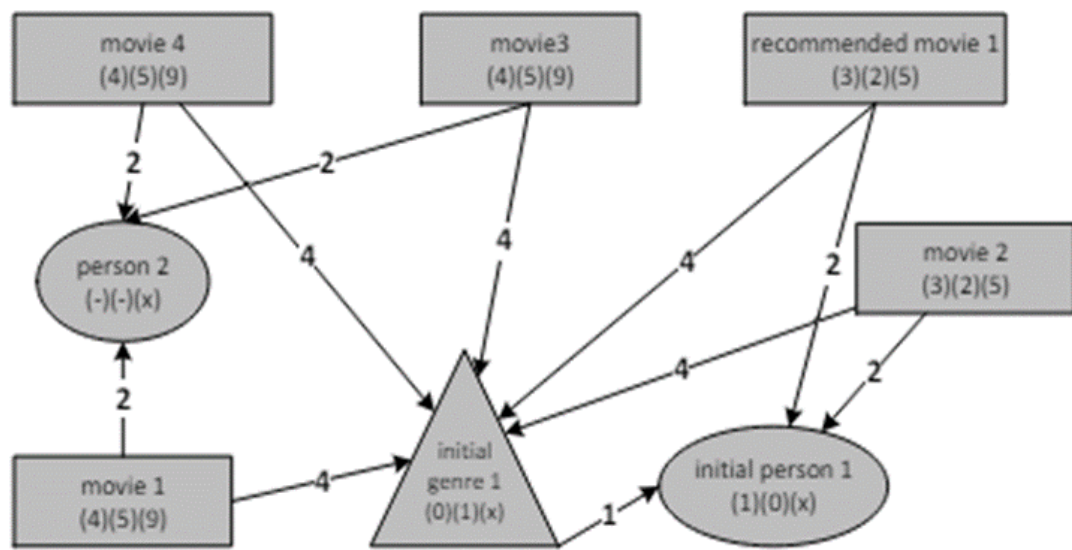 movie 4
(4)(5)(9)
movie3
(4)(5)(9)
recommended movie 1
(3)(2)(5)
2
2
4
4
4
2
movie 2
(3)(2)(5)
person 2
(-)(-)(x)
4
2
2
movie 1
(4)(5)(9)
4
initial
genre 1
(0)(1)(x)
1
initial person 1
(1)(0)(x)